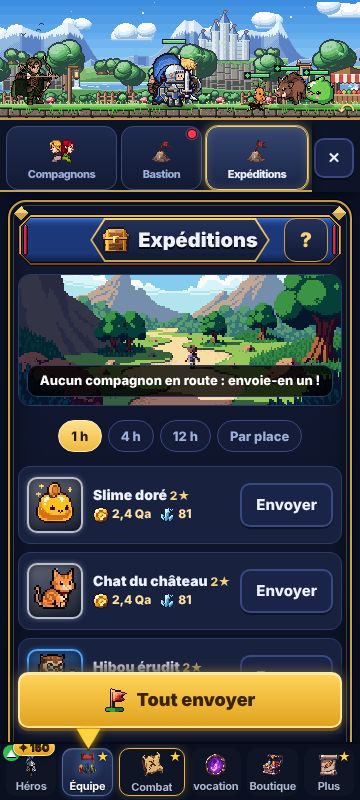 Compagnons
Bastion
Expéditions
×
Expéditions
?
Aucun compagnon en route : envoie-en un !
1 h
4 h
12 h
Par place
Slime doré 2★
2,4 Qa 81
Envoyer
Chat du château 2★
2,4 Qa 81
Envoyer
Hibou érudit 2★
Tout envoyer
Héros
Équipe
Combat
vocation
Boutique
Plus